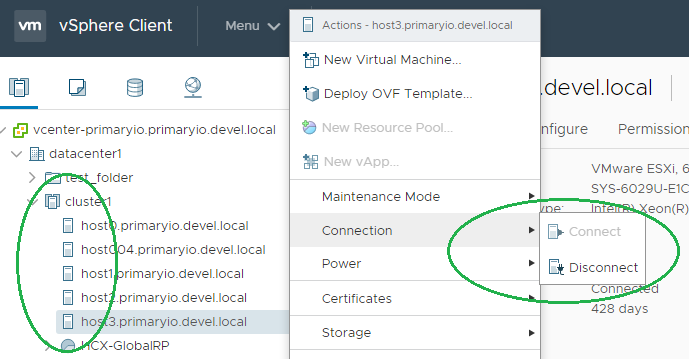 vm vSphere Client Menu
Actions - host3.primaryio.devel.local
New Virtual Machine...
Deploy OVF Template...
New Resource Pool...
New vApp...
Maintenance Mode
Connection
Power
Certificates
Storage
Connect
Disconnect
vcenter-primaryio.primaryio.devel.local
datacenter1
test_folder
cluster1
host0.primaryio.devel.local
host004.primaryio.devel.local
host1.primaryio.devel.local
host2.primaryio.devel.local
host3.primaryio.devel.local
HCX-GlobalRP
.devel.local
figure Permission
VMware ESXi, 6
SYS-6029U-E1C
ype: Intel(R) Xeon(R)
Connected
428 days